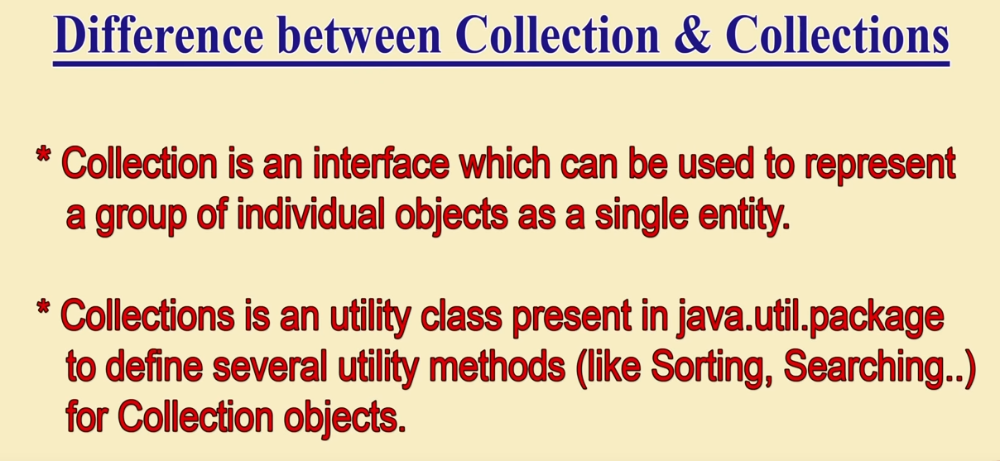 Difference between Collection & Collections
* Collection is an interface which can be used to represent
a group of individual objects as a single entity.
* Collections is an utility class present in java.util.package
to define several utility methods (like Sorting, Searching..)
for Collection objects.